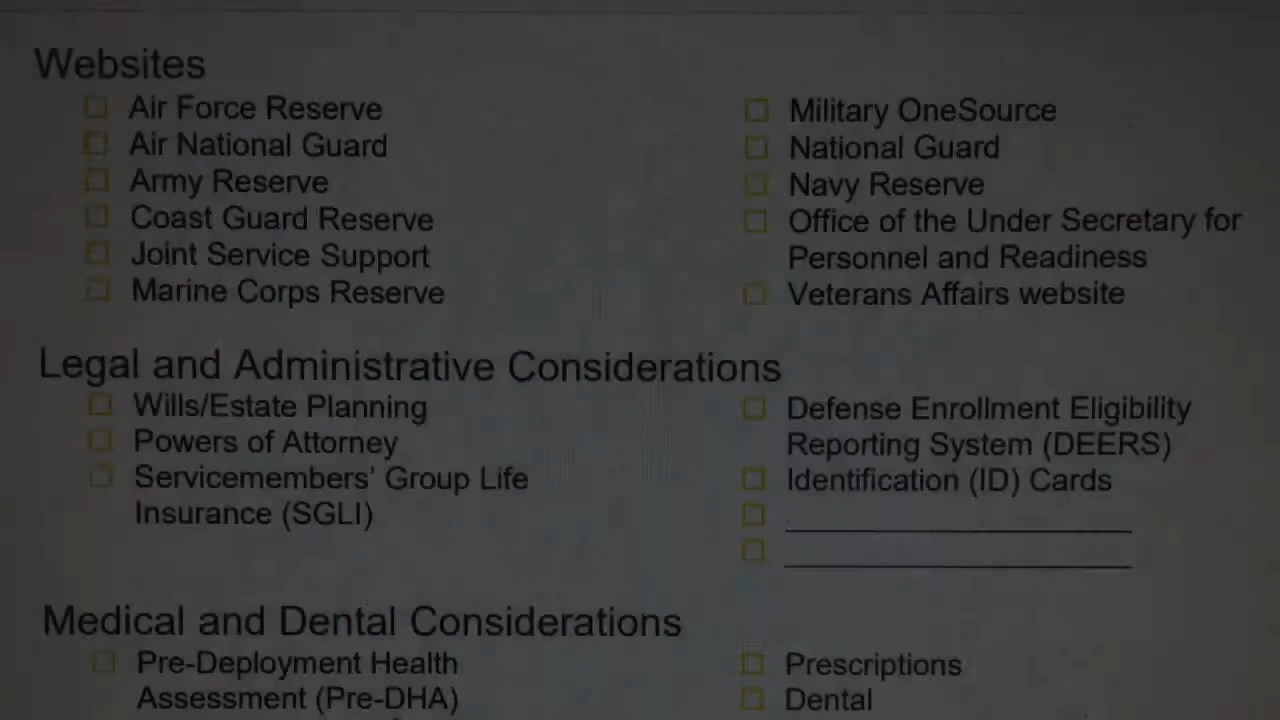 Websites
Air Force Reserve
Air National Guard
Army Reserve
Coast Guard Reserve
Joint Service Support
Marine Corps Reserve
Military OneSource
National Guard
Navy Reserve
Office of the Under Secretary for
Personnel and Readiness
Veterans Affairs website
Legal and Administrative Considerations
Wills/Estate Planning
Powers of Attorney
Servicemembers' Group Life
Insurance (SGLI)
Defense Enrollment Eligibility
Reporting System (DEERS)
Identification (ID) Cards
Medical and Dental Considerations
Pre-Deployment Health
Assessment (Pre-DHA)
Prescriptions
Dental